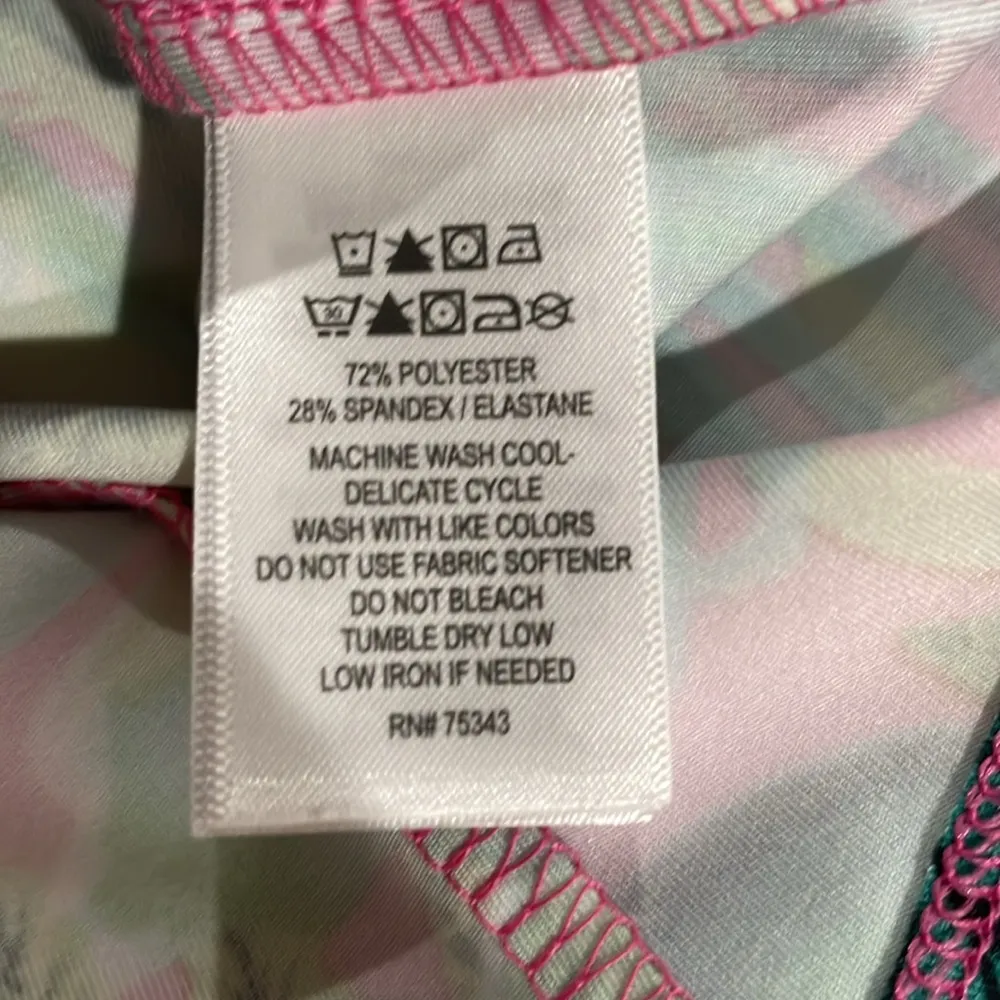 30
72% POLYESTER
28% SPANDEX / ELASTANE
MACHINE WASH COOL-
DELICATE CYCLE
WASH WITH LIKE COLORS
DO NOT USE FABRIC SOFTENER
DO NOT BLEACH
TUMBLE DRY LOW
LOW IRON IF NEEDED
RN# 75343